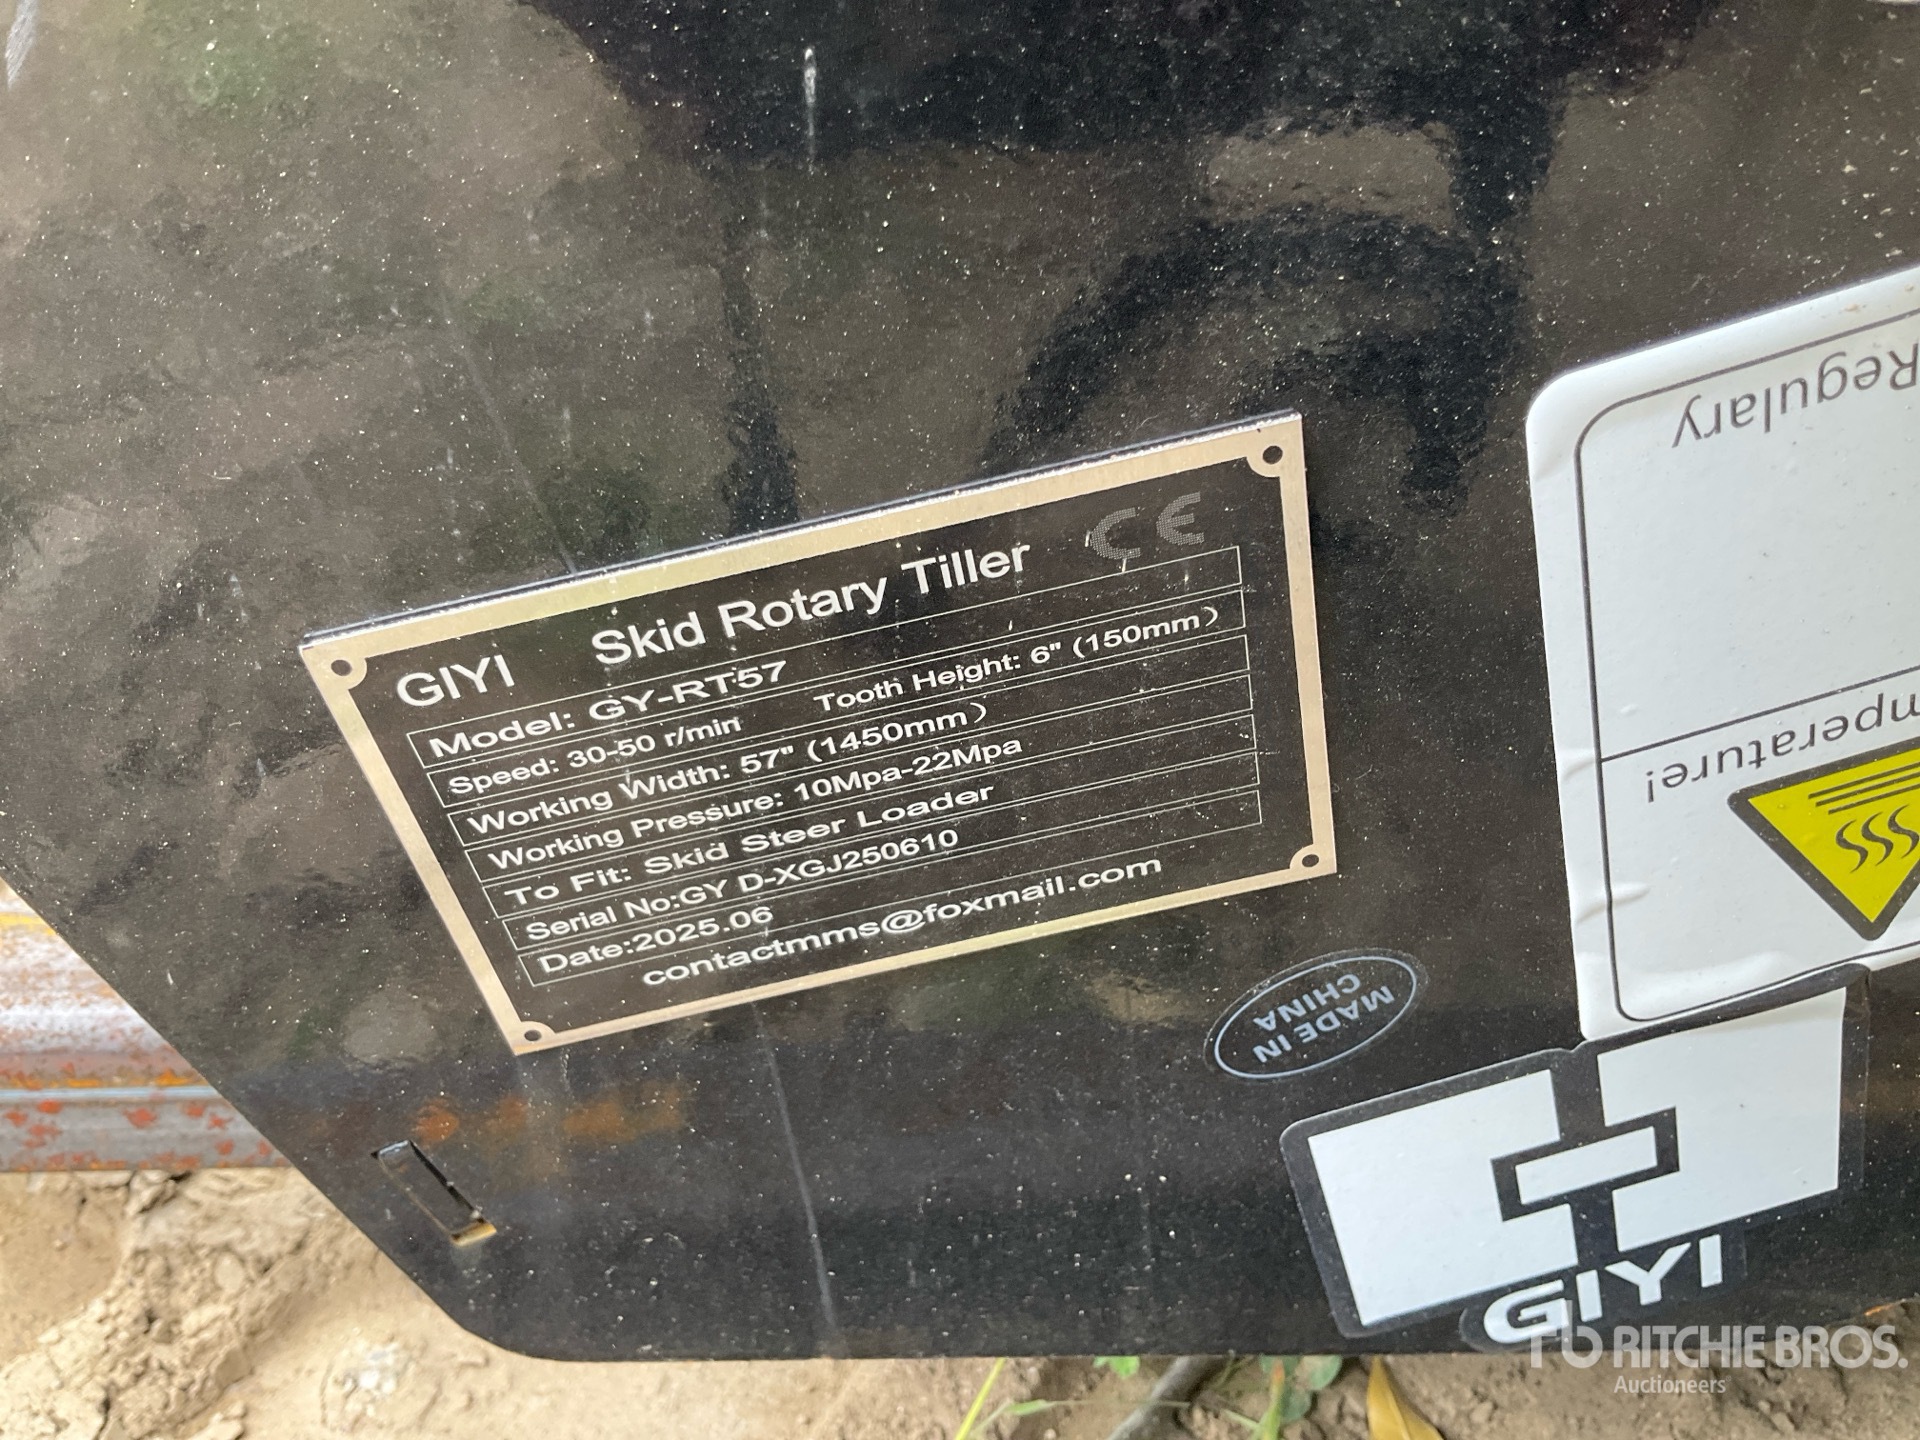 GIYI Skid Rotary Tiller CE
Model: GY-RT57
Speed: 30-50 r/min Tooth Height: 6" (150mm)
Working Width: 57" (1450mm)
Working Pressure: 10Mpa-22Mpa
To Fit: Skid Steer Loader
Serial No:GY D-XGJ250610
Date:2025.06
contactmms@foxmail.com
MADE IN
CHINA
Regulary
mperature!
GIYI
RITCHIE BROS.
Auctioneers